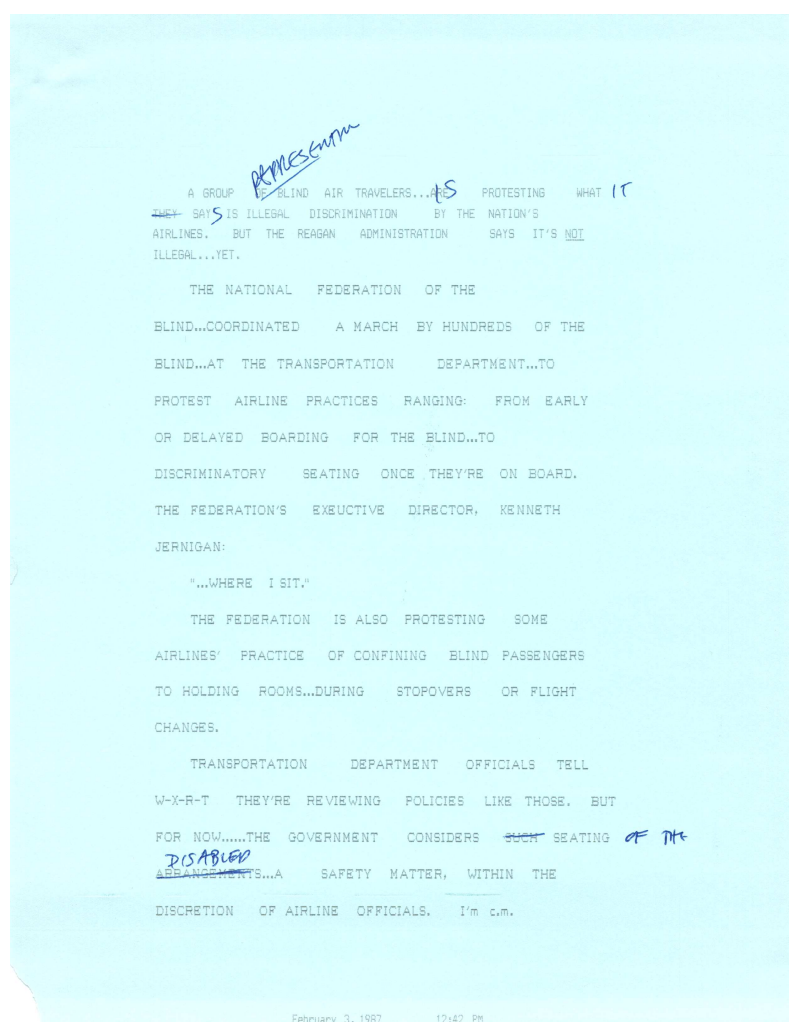 REPRESENTING
A GROUP OF BLIND AIR TRAVELERS...ARE IS PROTESTING WHAT IT
THEY SAYS IS ILLEGAL DISCRIMINATION BY THE NATION'S
AIRLINES. BUT THE REAGAN ADMINISTRATION SAYS IT'S NOT
ILLEGAL...YET.
THE NATIONAL FEDERATION OF THE
BLIND...COORDINATED A MARCH BY HUNDREDS OF THE
BLIND...AT THE TRANSPORTATION DEPARTMENT...TO
PROTEST AIRLINE PRACTICES RANGING: FROM EARLY
OR DELAYED BOARDING FOR THE BLIND...TO
DISCRIMINATORY SEATING ONCE THEY'RE ON BOARD.
THE FEDERATION'S EXEUCTIVE DIRECTOR, KENNETH
JERNIGAN:
"...WHERE I SIT."
THE FEDERATION IS ALSO PROTESTING SOME
AIRLINES' PRACTICE OF CONFINING BLIND PASSENGERS
TO HOLDING ROOMS...DURING STOPOVERS OR FLIGHT
CHANGES.
TRANSPORTATION DEPARTMENT OFFICIALS TELL
W-X-R-T THEY'RE REVIEWING POLICIES LIKE THOSE. BUT
FOR NOW......THE GOVERNMENT CONSIDERS SUCH SEATING OF THE
DISABLED
ARRANGEMENTS...A SAFETY MATTER, WITHIN THE
DISCRETION OF AIRLINE OFFICIALS. I'm c.m.
February 3, 1987 12:42 PM